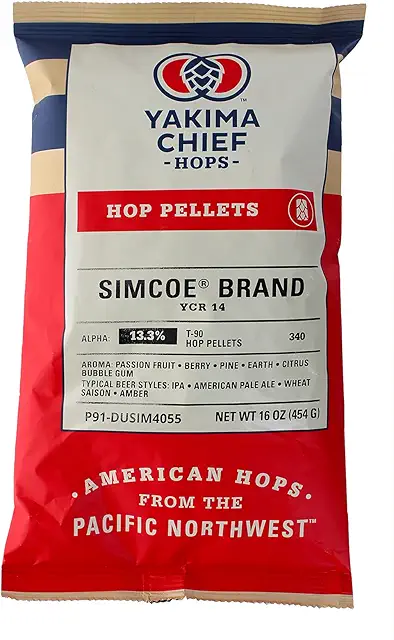 YAKIMA
CHIEF
-HOPS-
™
HOP PELLETS
SIMCOE® BRAND
YCR 14
ALPHA: 13.3% T-90 HOP PELLETS 340
AROMA: PASSION FRUIT • BERRY • PINE • EARTH • CITRUS
BUBBLE GUM
TYPICAL BEER STYLES: IPA • AMERICAN PALE ALE • WHEAT
SAISON • AMBER
P91-DUSIM4055 NET WT 16 OZ (454 G)
•AMERICAN HOPS•
FROM THE
PACIFIC NORTHWEST™